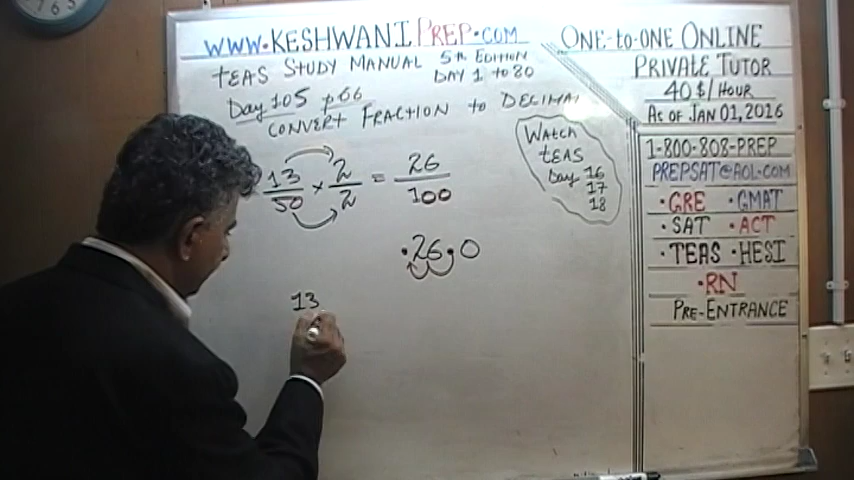 WWW.KESHWANIPREP.COM
TEAS STUDY MANUAL 5TH EDITION
DAY 1 TO 80
Day 105 p66
CONVERT FRACTION to DECIMAL
13/50 × 2/2 = 26/100
.26.0
13
WATCH
tEAS
Day 16
17
18
ONE-to-ONE ONLINE
PRIVATE TUTOR
40$/HOUR
AS OF JAN 01,2016
1-800-808-PREP
PREPSAT@AOL.COM
•GRE •GMAT
•SAT •ACT
•TEAS •HESI
•RN
PRE-ENTRANCE